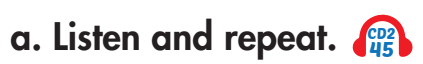 a. Listen and repeat. CD2 45